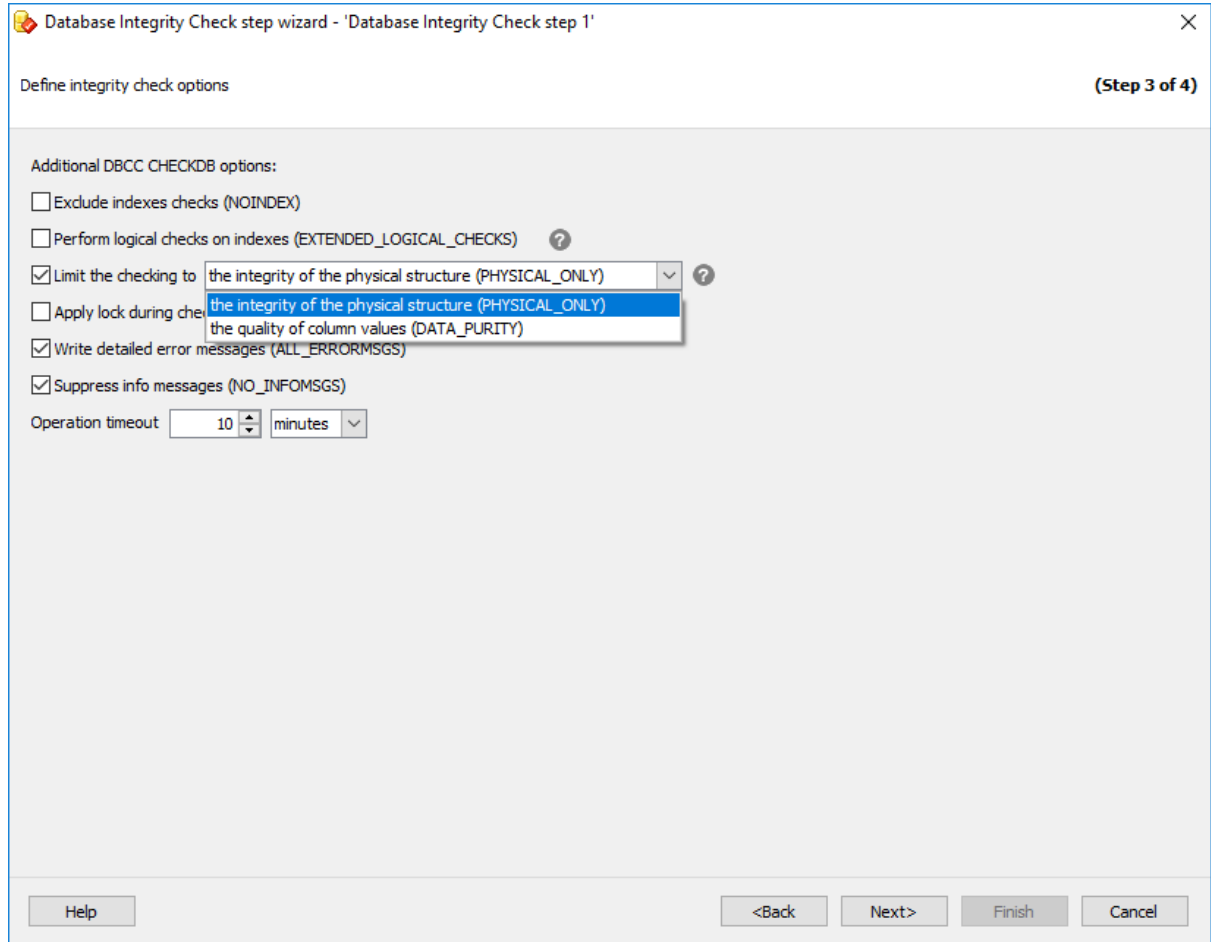 Database Integrity Check step wizard - 'Database Integrity Check step 1'
Define integrity check options
(Step 3 of 4)
Additional DBCC CHECKDB options:
Exclude indexes checks (NOINDEX)
Perform logical checks on indexes (EXTENDED_LOGICAL_CHECKS) ?
Limit the checking to the integrity of the physical structure (PHYSICAL_ONLY) ?
the integrity of the physical structure (PHYSICAL_ONLY)
Apply lock during
the quality of column values (DATA_PURITY)
Write detailed error messages (ALL_ERRORMSGS)
Suppress info messages (NO_INFOMSGS)
Operation timeout 10 minutes
Help <Back Next> Finish Cancel